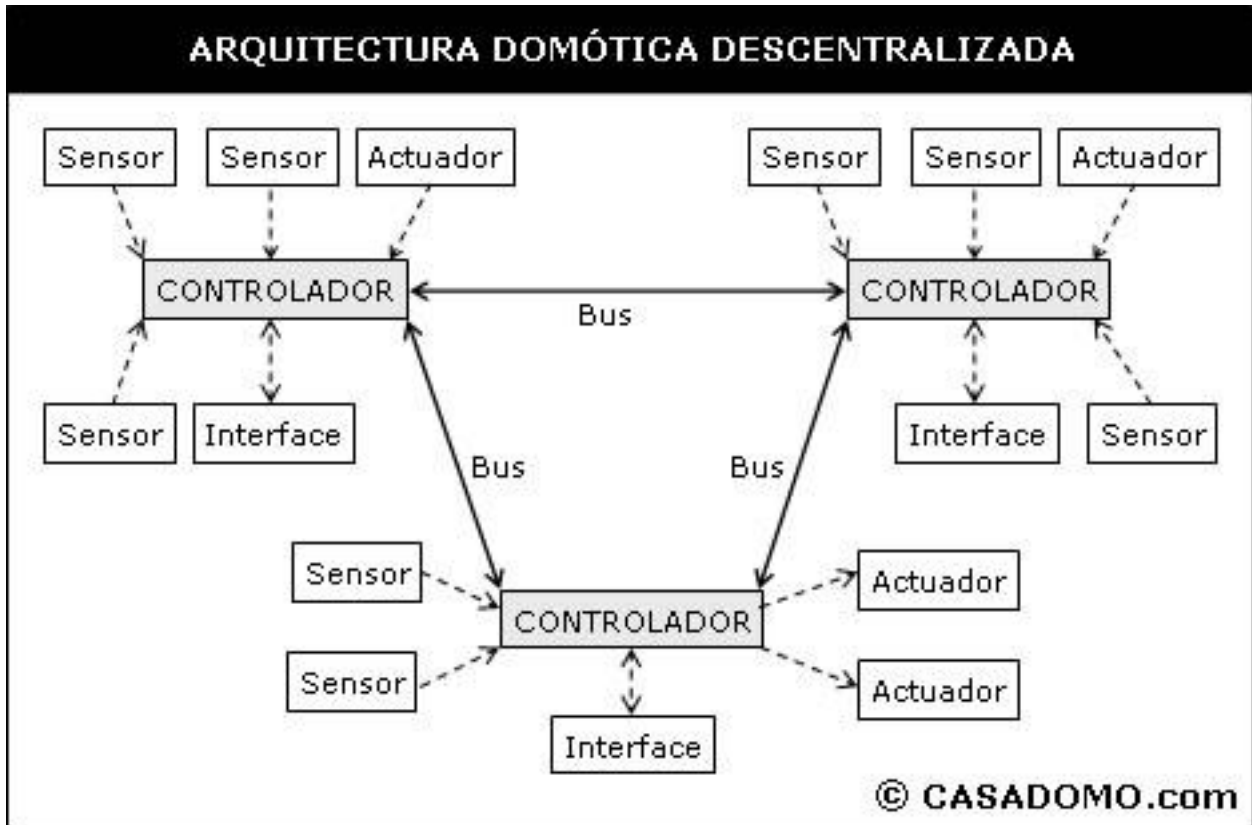 ARQUITECTURA DOMÓTICA DESCENTRALIZADA
Sensor
Sensor
Actuador
Sensor
Sensor
Actuador
CONTROLADOR
CONTROLADOR
Bus
Sensor
Interface
Interface
Sensor
Bus
Bus
Sensor
Actuador
CONTROLADOR
Sensor
Actuador
Interface
© CASADOMO.com